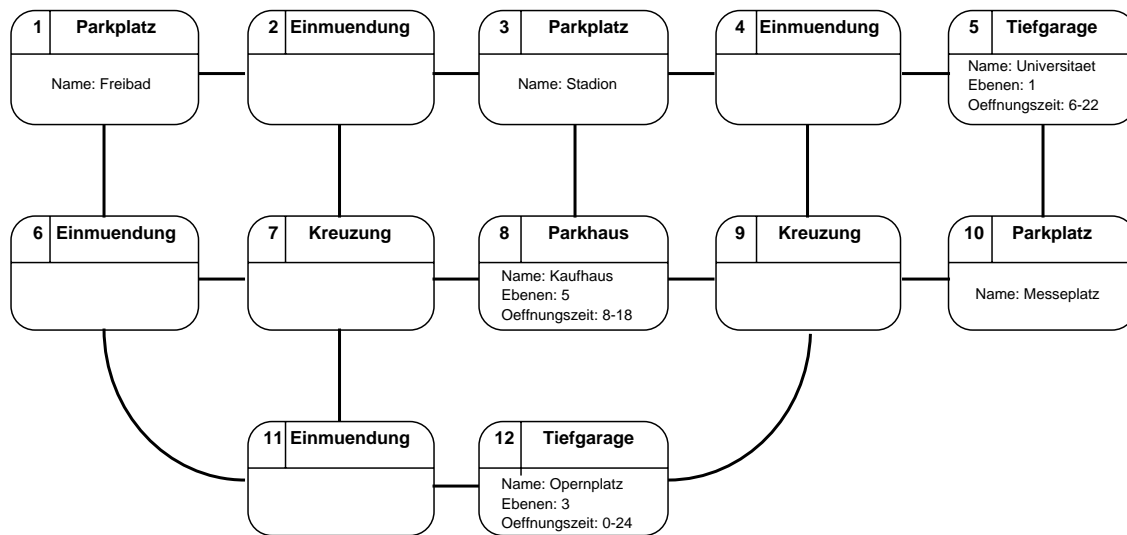 1 Parkplatz
Name: Freibad
2 Einmuendung
3 Parkplatz
Name: Stadion
4 Einmuendung
5 Tiefgarage
Name: Universitaet
Ebenen: 1
Oeffnungszeit: 6-22
6 Einmuendung
7 Kreuzung
8 Parkhaus
Name: Kaufhaus
Ebenen: 5
Oeffnungszeit: 8-18
9 Kreuzung
10 Parkplatz
Name: Messeplatz
11 Einmuendung
12 Tiefgarage
Name: Opernplatz
Ebenen: 3
Oeffnungszeit: 0-24